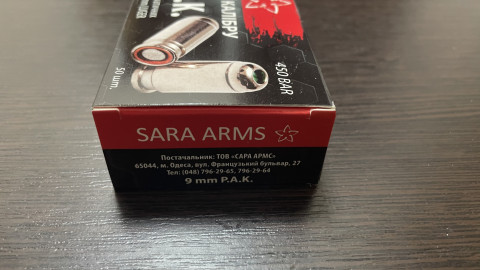 КАЛІБРУ
.A.K.
450 BAR
50 шт.
SARA ARMS
Постачальник: ТОВ «САРА АРМС»
65044, м. Одеса, вул. Французький бульвар, 27
Тел: (048) 796-29-65, 796-29-64
9 mm P.A.K.